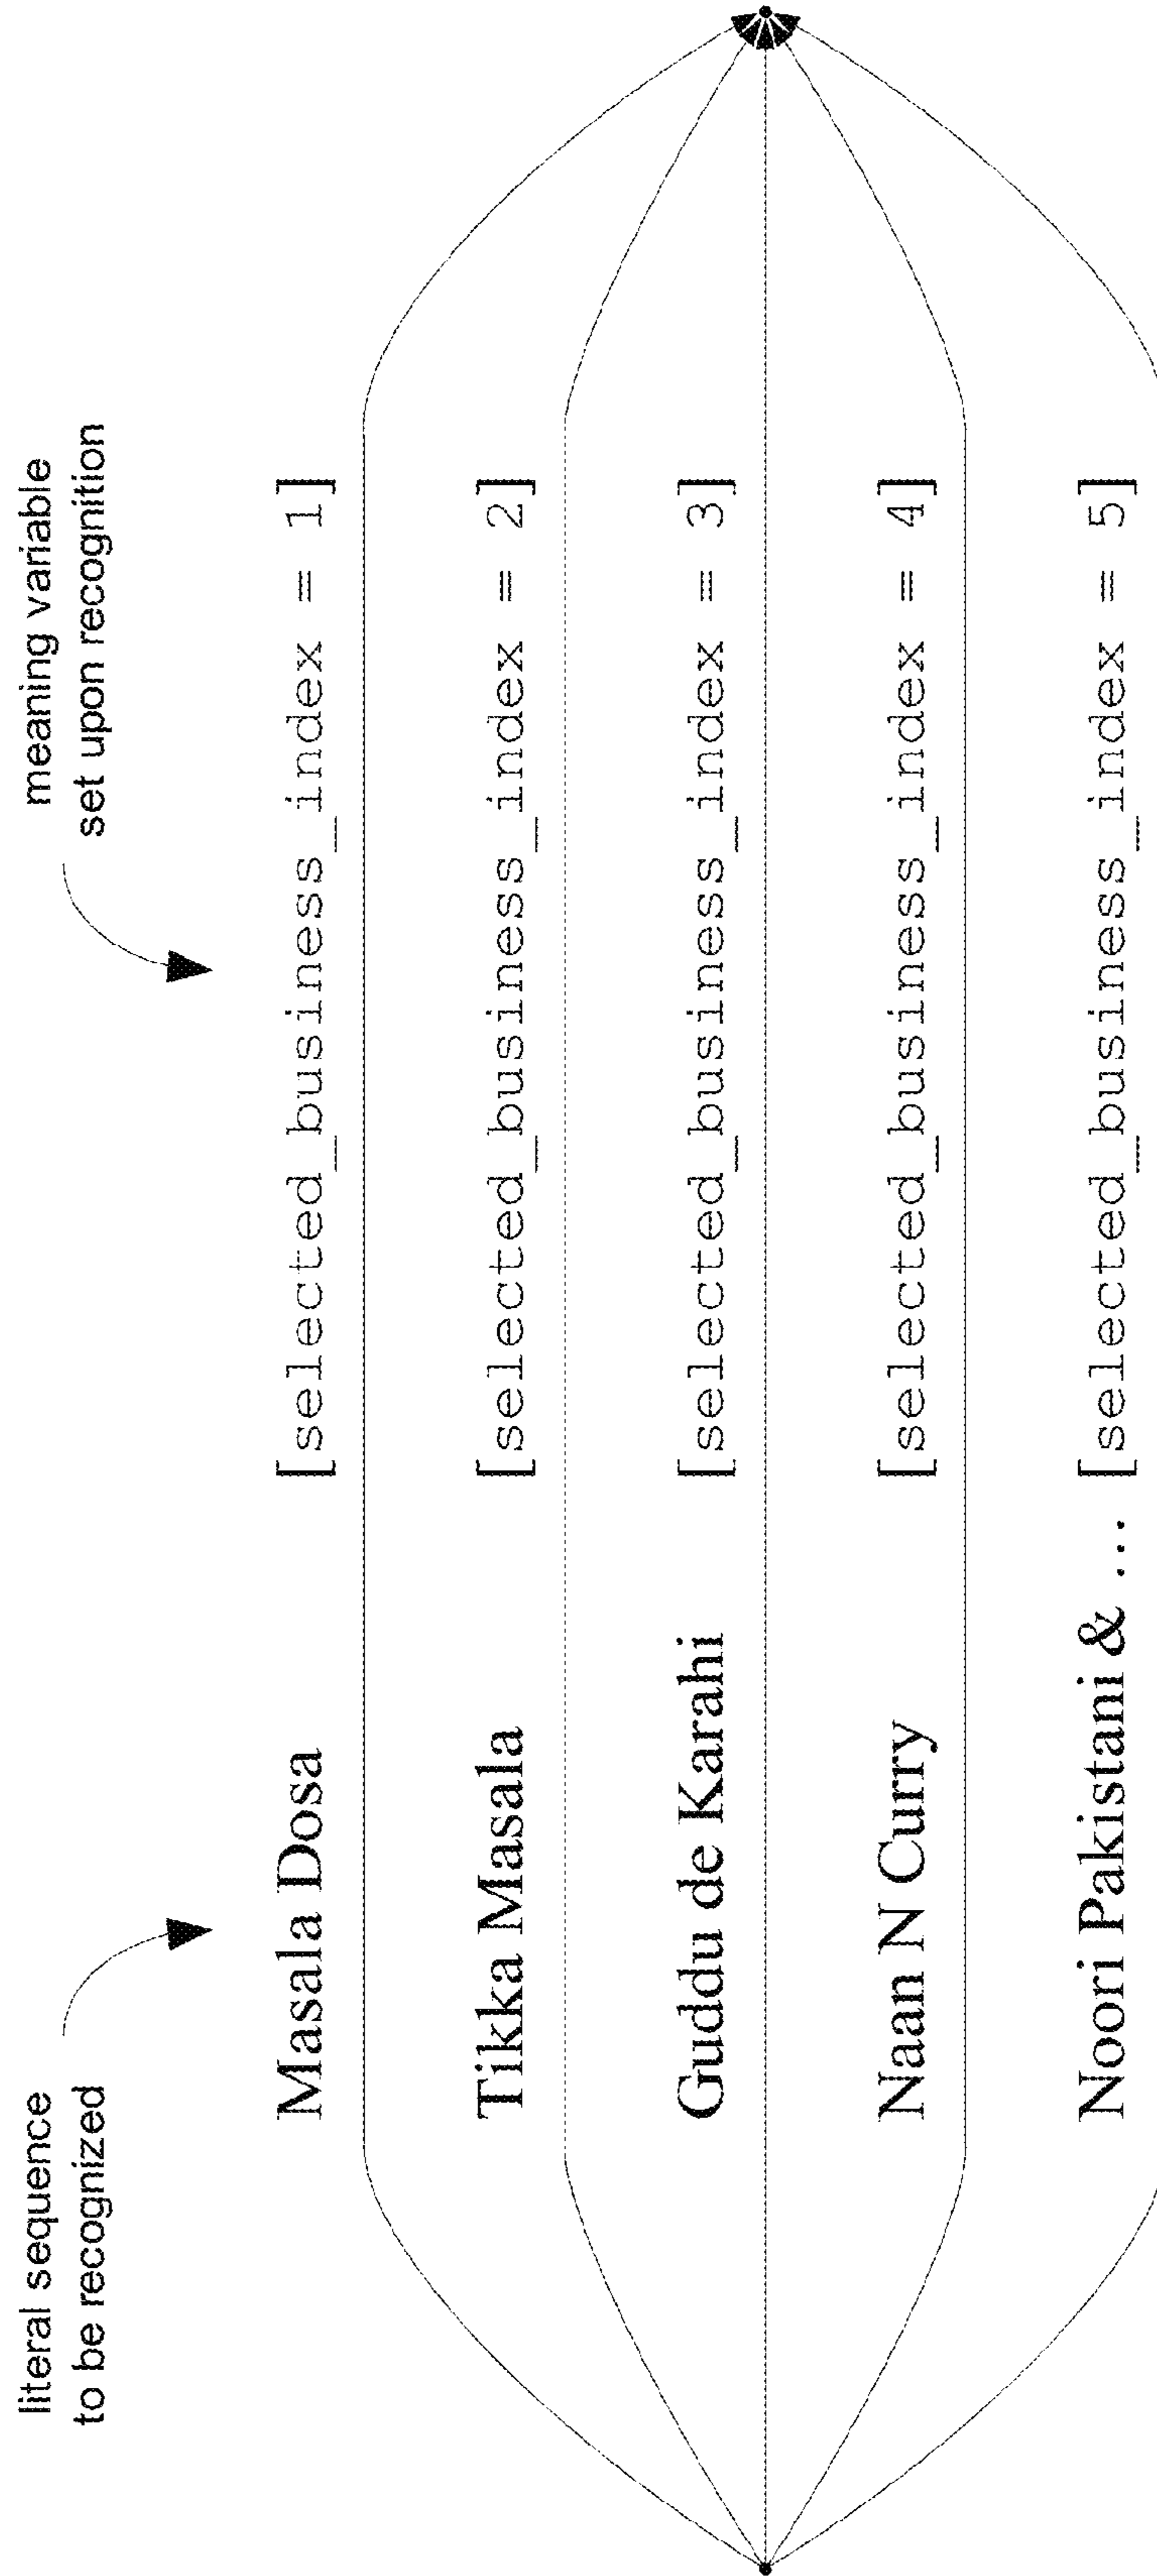 literal sequence
to be recognized
meaning variable
set upon recognition
Masala Dosa [selected_business_index = 1]
Tikka Masala [selected_business_index = 2]
Guddu de Karahi [selected_business_index = 3]
Naan N Curry [selected_business_index = 4]
Noori Pakistani & ... [selected_business_index = 5]